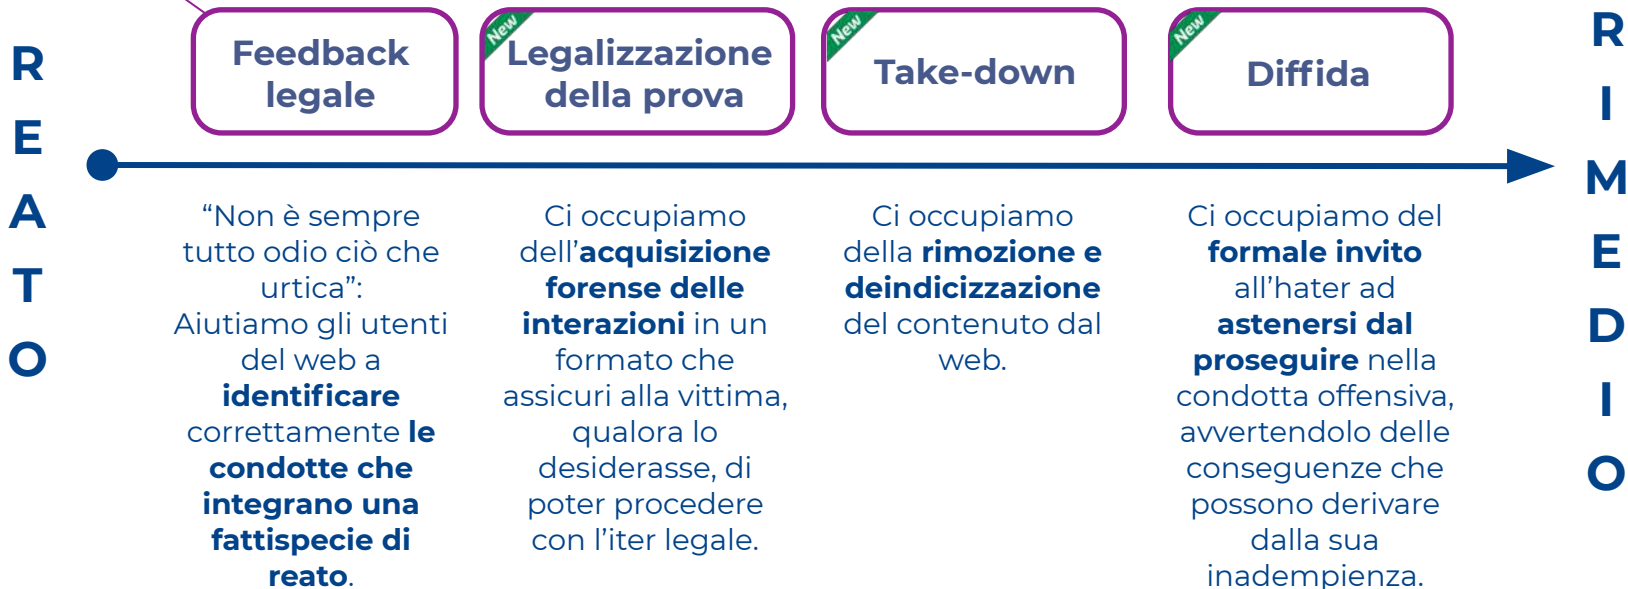 R
E
A
T
O
Feedback
legale
New
Legalizzazione
della prova
New
Take-down
New
Diffida
“Non è sempre
tutto odio ciò che
urtica”:
Aiutiamo gli utenti
del web a
identificare
correttamente le
condotte che
integrano una
fattispecie di
reato.
Ci occupiamo
dell’acquisizione
forense delle
interazioni in un
formato che
assicuri alla vittima,
qualora lo
desiderasse, di
poter procedere
con l’iter legale.
Ci occupiamo
della rimozione e
deindicizzazione
del contenuto dal
web.
Ci occupiamo del
formale invito
all’hater ad
astenersi dal
proseguire nella
condotta offensiva,
avvertendolo delle
conseguenze che
possono derivare
dalla sua
inadempienza.
R
I
M
E
D
I
O